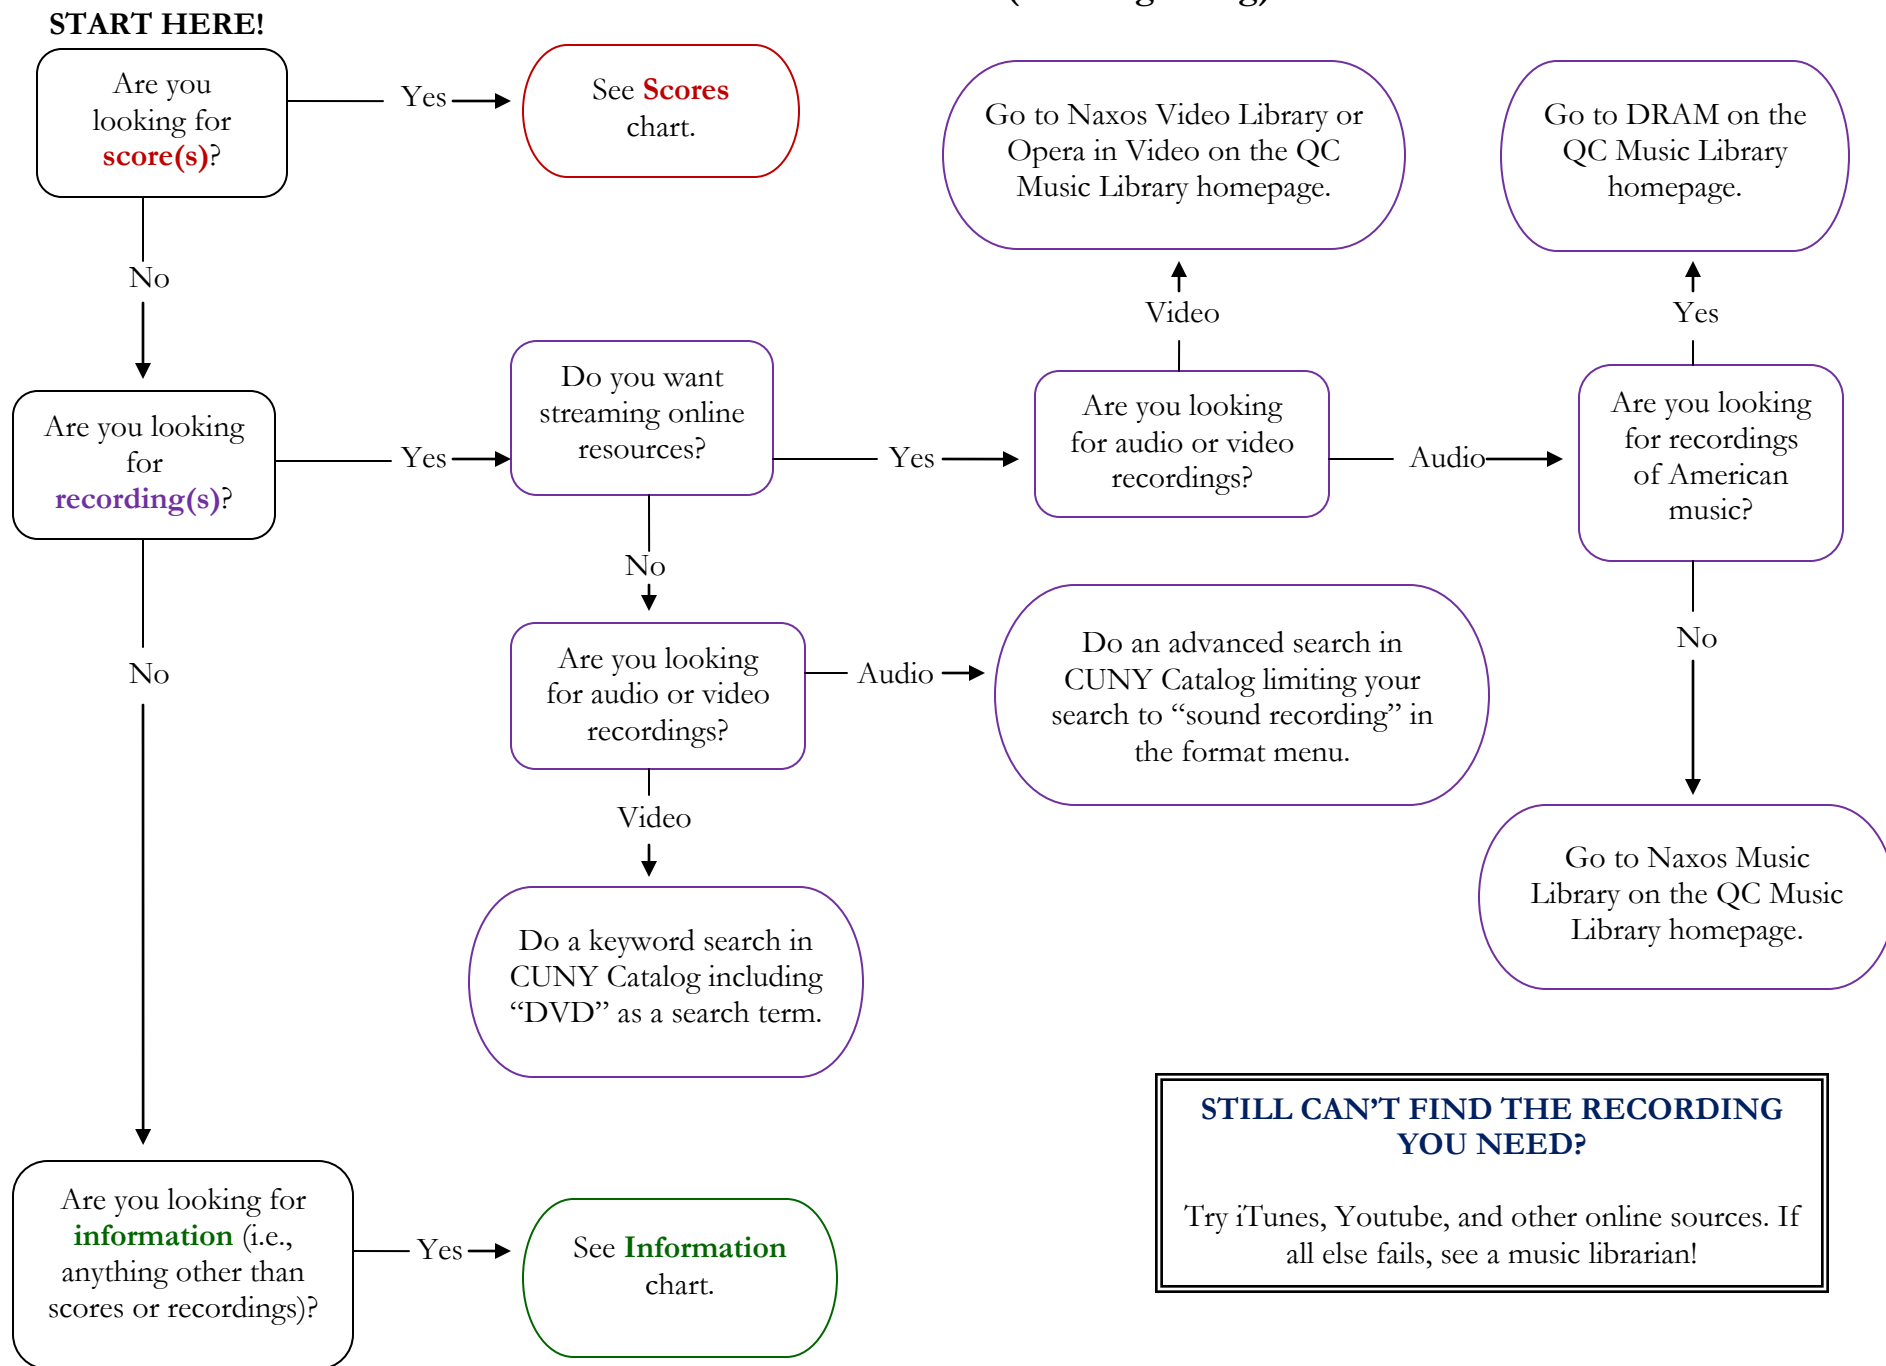 START HERE!
Are you
looking for
score(s)?
Yes
See Scores
chart.
No
Are you looking
for
recording(s)?
Yes
Do you want
streaming online
resources?
Yes
Are you looking
for audio or video
recordings?
Video
Go to Naxos Video Library or
Opera in Video on the QC
Music Library homepage.
Audio
Are you looking
for recordings
of American
music?
Yes
Go to DRAM on the
QC Music Library
homepage.
No
Go to Naxos Music
Library on the QC Music
Library homepage.
No
Are you looking
for audio or video
recordings?
Audio
Do an advanced search in
CUNY Catalog limiting your
search to “sound recording” in
the format menu.
Video
Do a keyword search in
CUNY Catalog including
“DVD” as a search term.
No
Are you looking for
information (i.e.,
anything other than
scores or recordings)?
Yes
See Information
chart.
STILL CAN’T FIND THE RECORDING
YOU NEED?
Try iTunes, Youtube, and other online sources. If
all else fails, see a music librarian!